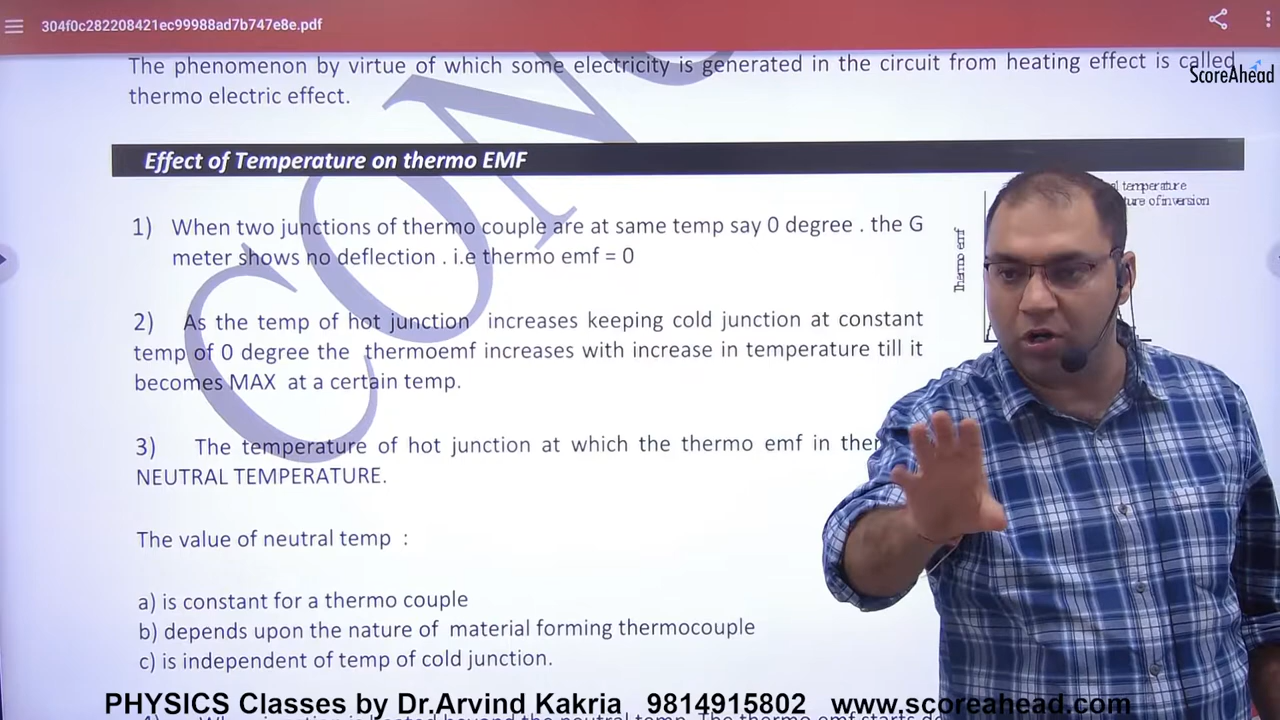 304f0c282208421ec99988ad7b747e8e.pdf
The phenomenon by virtue of which some electricity is generated in the circuit from heating effect is called
ScoreAhead
thermo electric effect.
Effect of Temperature on thermo EMF
1) When two junctions of thermo couple are at same temp say 0 degree . the G
meter shows no deflection . i.e thermo emf = 0
2) As the temp of hot junction increases keeping cold junction at constant
temp of 0 degree the thermoemf increases with increase in temperature till it
becomes MAX at a certain temp.
3) The temperature of hot junction at which the thermo emf in
NEUTRAL TEMPERATURE.
The value of neutral temp :
a) is constant for a thermo couple
b) depends upon the nature of material forming thermocouple
c) is independent of temp of cold junction.
temperature
of inversion
Thermo emf
CON
PHYSICS Classes by Dr.Arvind Kakria 9814915802 www.scoreahead.com